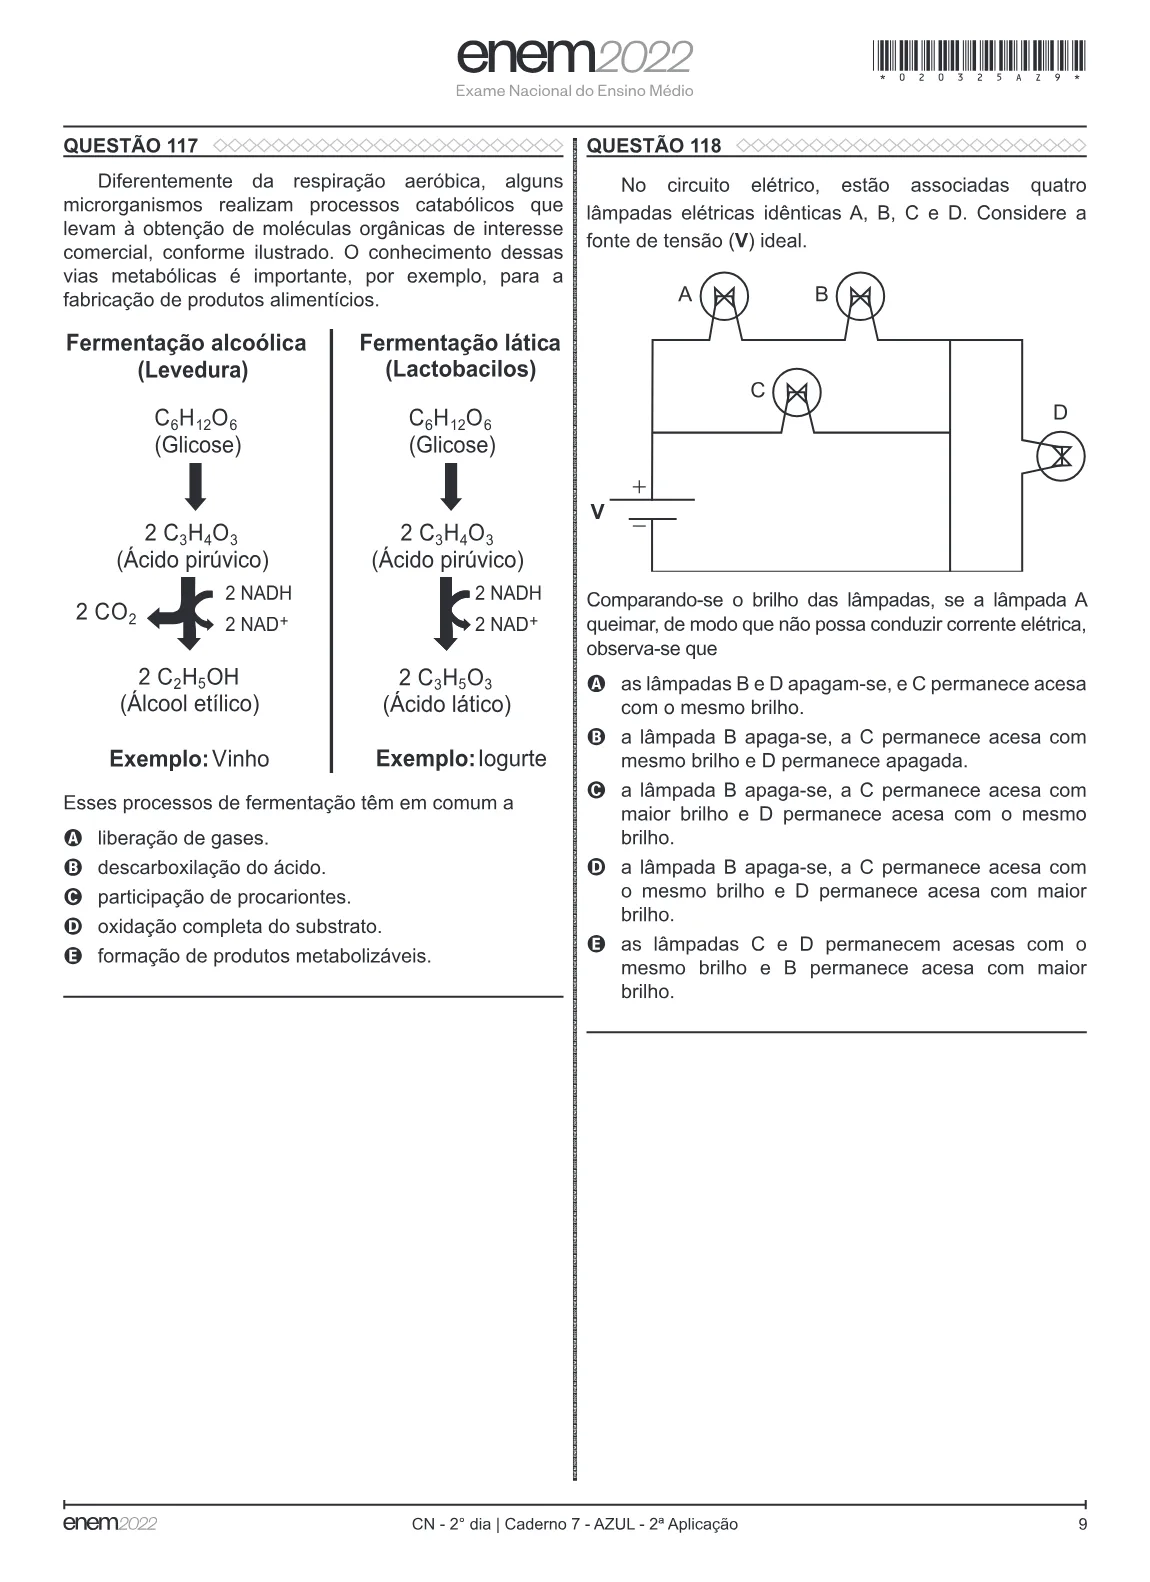 enem2022
Exame Nacional do Ensino Médio
*020325AZ9*
QUESTÃO 117
Diferentemente da respiração aeróbica, alguns
microrganismos realizam processos catabólicos que
levam à obtenção de moléculas orgânicas de interesse
comercial, conforme ilustrado. O conhecimento dessas
vias metabólicas é importante, por exemplo, para a
fabricação de produtos alimentícios.
Fermentação alcoólica
(Levedura)
C6H12O6
(Glicose)
2 C3H4O3
(Ácido pirúvico)
2 NADH
2 CO2
2 NAD+
2 C2H5OH
(Álcool etílico)
Exemplo: Vinho
Fermentação lática
(Lactobacilos)
C6H12O6
(Glicose)
2 C3H4O3
(Ácido pirúvico)
2 NADH
2 NAD+
2 C3H5O3
(Ácido lático)
Exemplo: Iogurte
Esses processos de fermentação têm em comum a
A liberação de gases.
B descarboxilação do ácido.
C participação de procariontes.
D oxidação completa do substrato.
E formação de produtos metabolizáveis.
QUESTÃO 118
No circuito elétrico, estão associadas quatro
lâmpadas elétricas idênticas A, B, C e D. Considere a
fonte de tensão (V) ideal.
A
B
C
D
+
V
−
Comparando-se o brilho das lâmpadas, se a lâmpada A
queimar, de modo que não possa conduzir corrente elétrica,
observa-se que
A as lâmpadas B e D apagam-se, e C permanece acesa
com o mesmo brilho.
B a lâmpada B apaga-se, a C permanece acesa com
mesmo brilho e D permanece apagada.
C a lâmpada B apaga-se, a C permanece acesa com
maior brilho e D permanece acesa com o mesmo
brilho.
D a lâmpada B apaga-se, a C permanece acesa com
o mesmo brilho e D permanece acesa com maior
brilho.
E as lâmpadas C e D permanecem acesas com o
mesmo brilho e B permanece acesa com maior
brilho.
enem2022
CN - 2° dia | Caderno 7 - AZUL - 2ª Aplicação
9